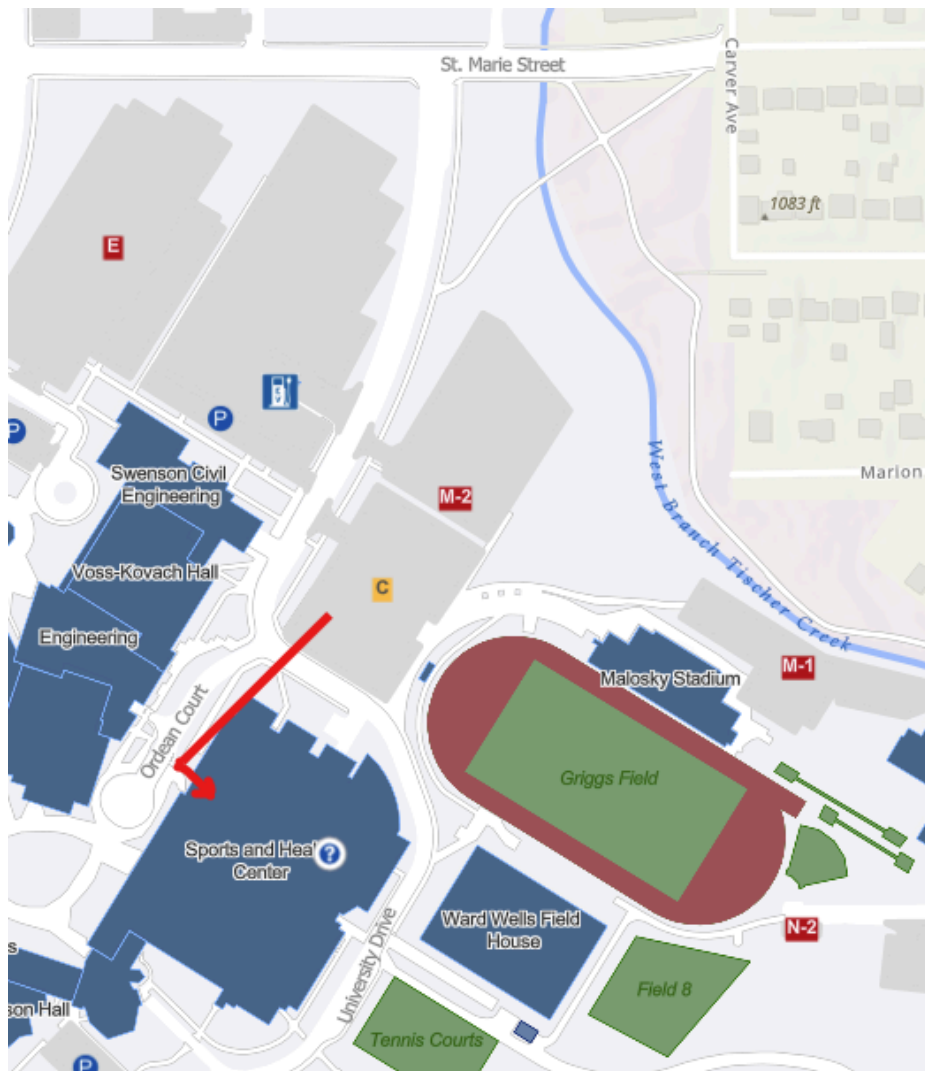 St. Marie Street
Carver Ave
1083 ft
E
P
P
Swenson Civil
Engineering
M-2
Marion
West Branch Tischer Creek
Voss-Kovach Hall
C
Engineering
M-1
Malosky Stadium
Ordean Court
Griggs Field
Sports and Heal
Center
?
Ward Wells Field
House
N-2
University Drive
s
son Hall
Field 8
Tennis Courts
P